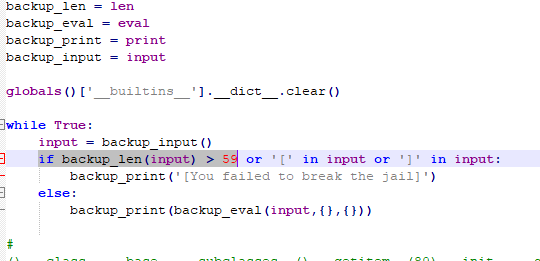 backup_len = len
backup_eval = eval
backup_print = print
backup_input = input
globals()['__builtins__'].__dict__.clear()
while True:
input = backup_input()
if backup_len(input) > 59 or '[' in input or ']' in input:
backup_print('[You failed to break the jail]')
else:
backup_print(backup_eval(input,{},{}))
#